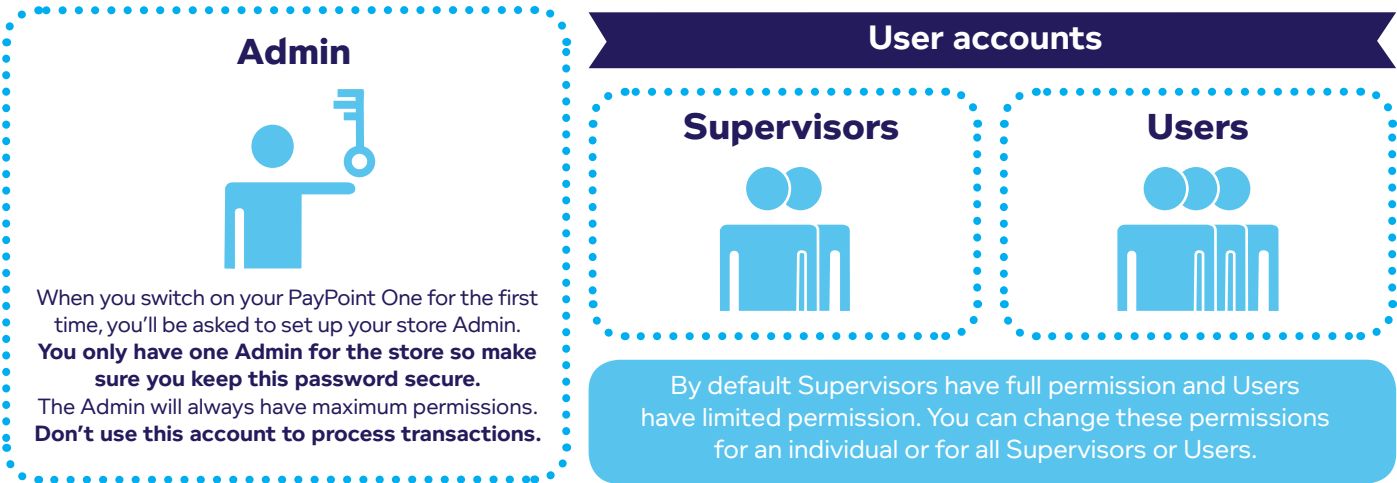 Admin
When you switch on your PayPoint One for the first
time, you'll be asked to set up your store Admin.
You only have one Admin for the store so make
sure you keep this password secure.
The Admin will always have maximum permissions.
Don't use this account to process transactions.
User accounts
Supervisors
Users
By default Supervisors have full permission and Users
have limited permission. You can change these permissions
for an individual or for all Supervisors or Users.